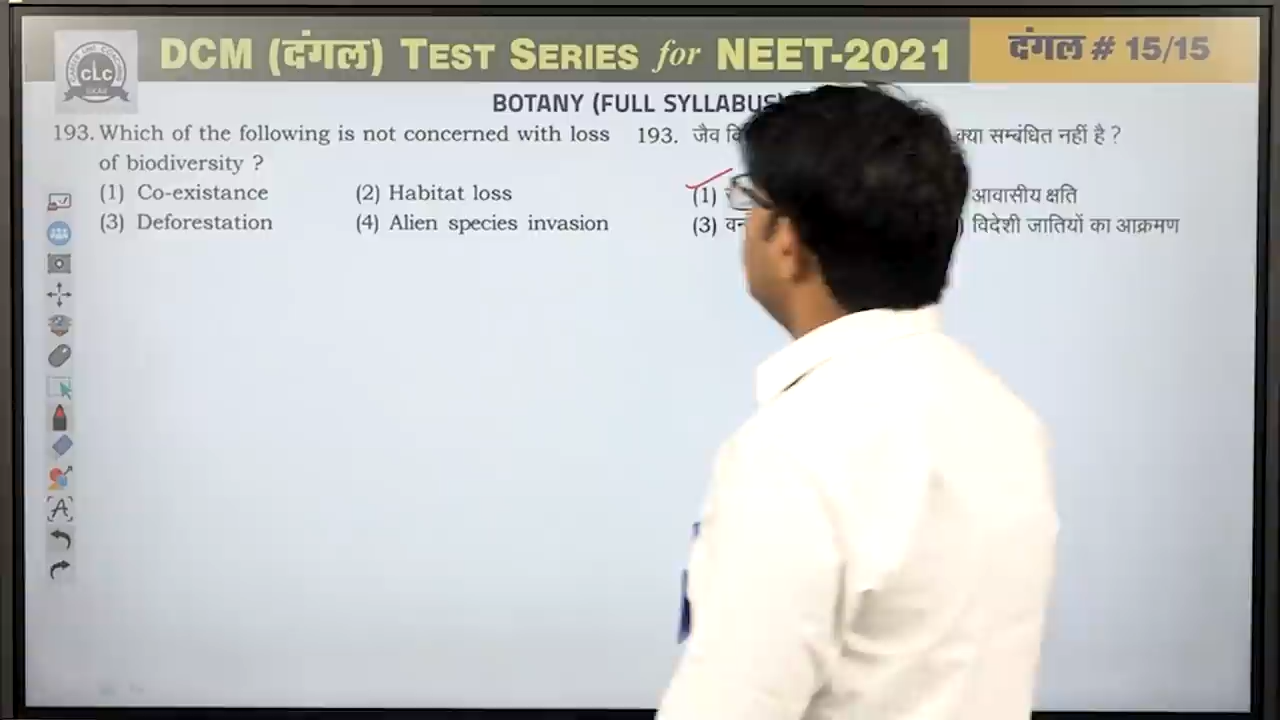 DCM (दंगल) TEST SERIES for NEET-2021
दंगल # 15/15
CLC
SIKAR
BOTANY (FULL SYLLABUS)
193. Which of the following is not concerned with loss
of biodiversity ?
(1) Co-existance (2) Habitat loss
(3) Deforestation (4) Alien species invasion
193. जैव क्या सम्बंधित नहीं है ?
(1) आवासीय क्षति
(3) विदेशी जातियों का आक्रमण